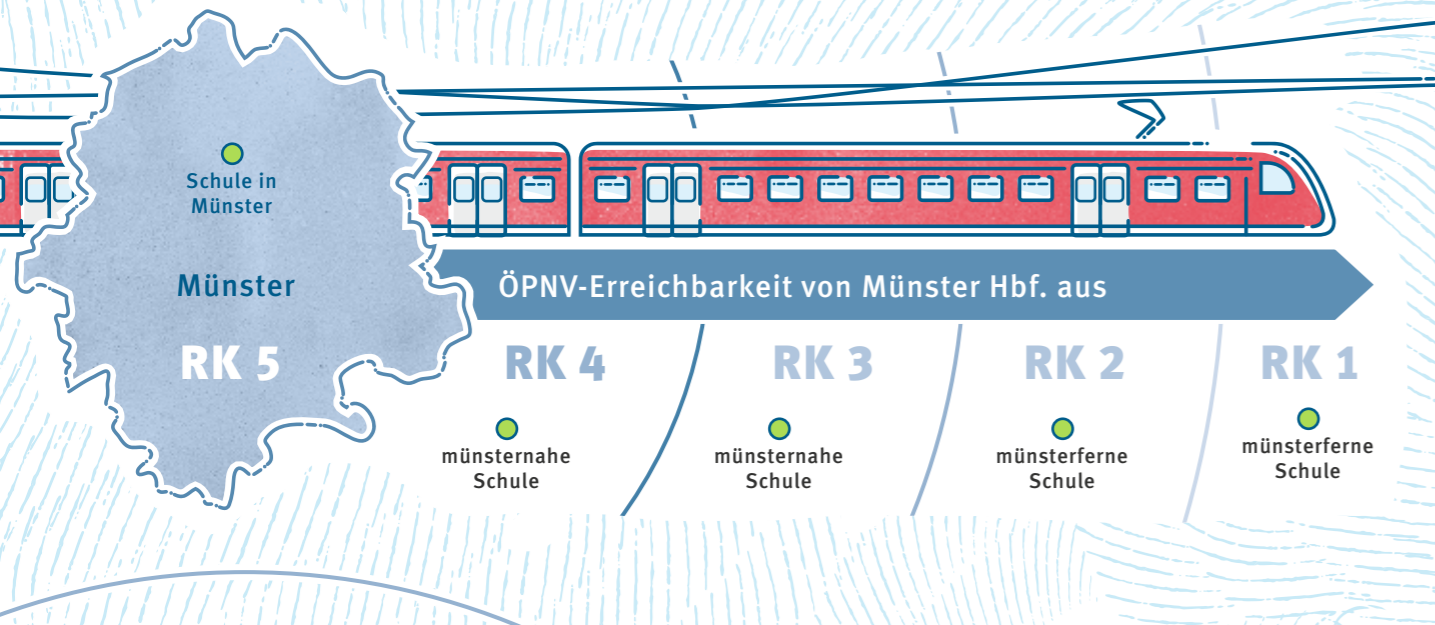 Schule in
Münster
Münster
RK 5
ÖPNV-Erreichbarkeit von Münster Hbf. aus
RK 4
münsternahe
Schule
RK 3
münsternahe
Schule
RK 2
münsterferne
Schule
RK 1
münsterferne
Schule